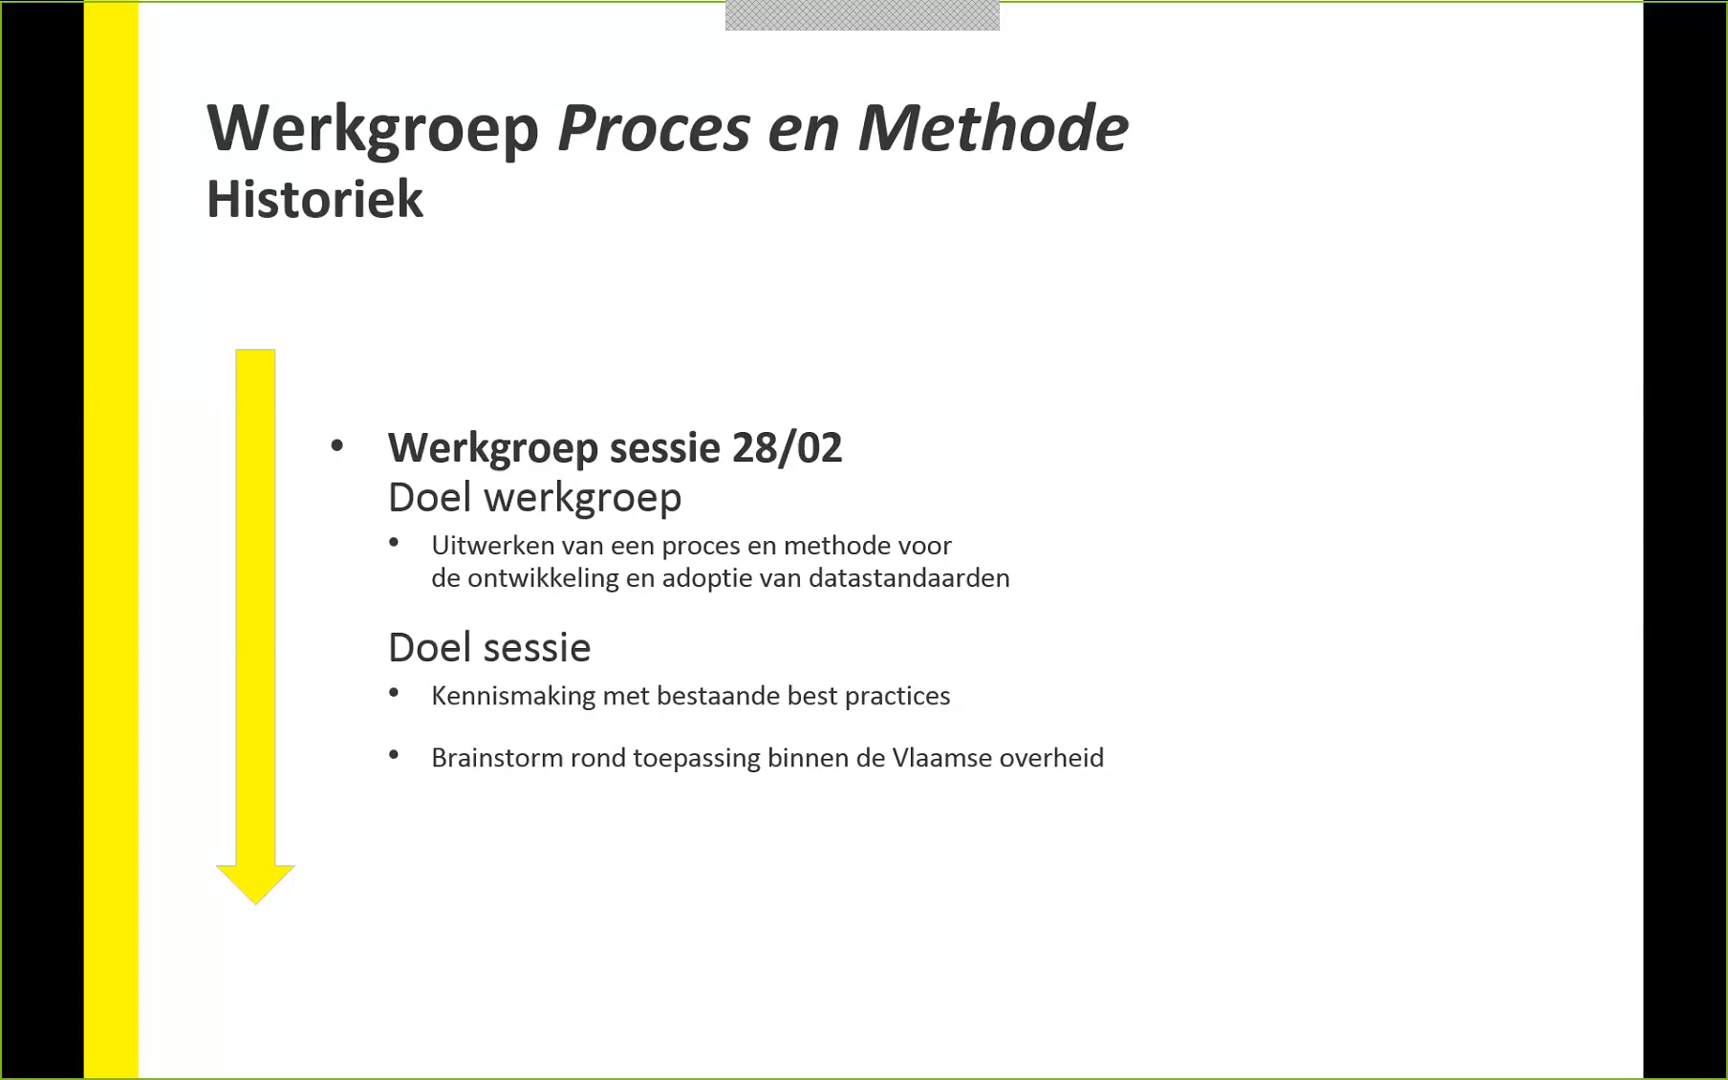 Werkgroep Proces en Methode
Historiek
• Werkgroep sessie 28/02
Doel werkgroep
• Uitwerken van een proces en methode voor
de ontwikkeling en adoptie van datastandaarden
Doel sessie
• Kennismaking met bestaande best practices
• Brainstorm rond toepassing binnen de Vlaamse overheid